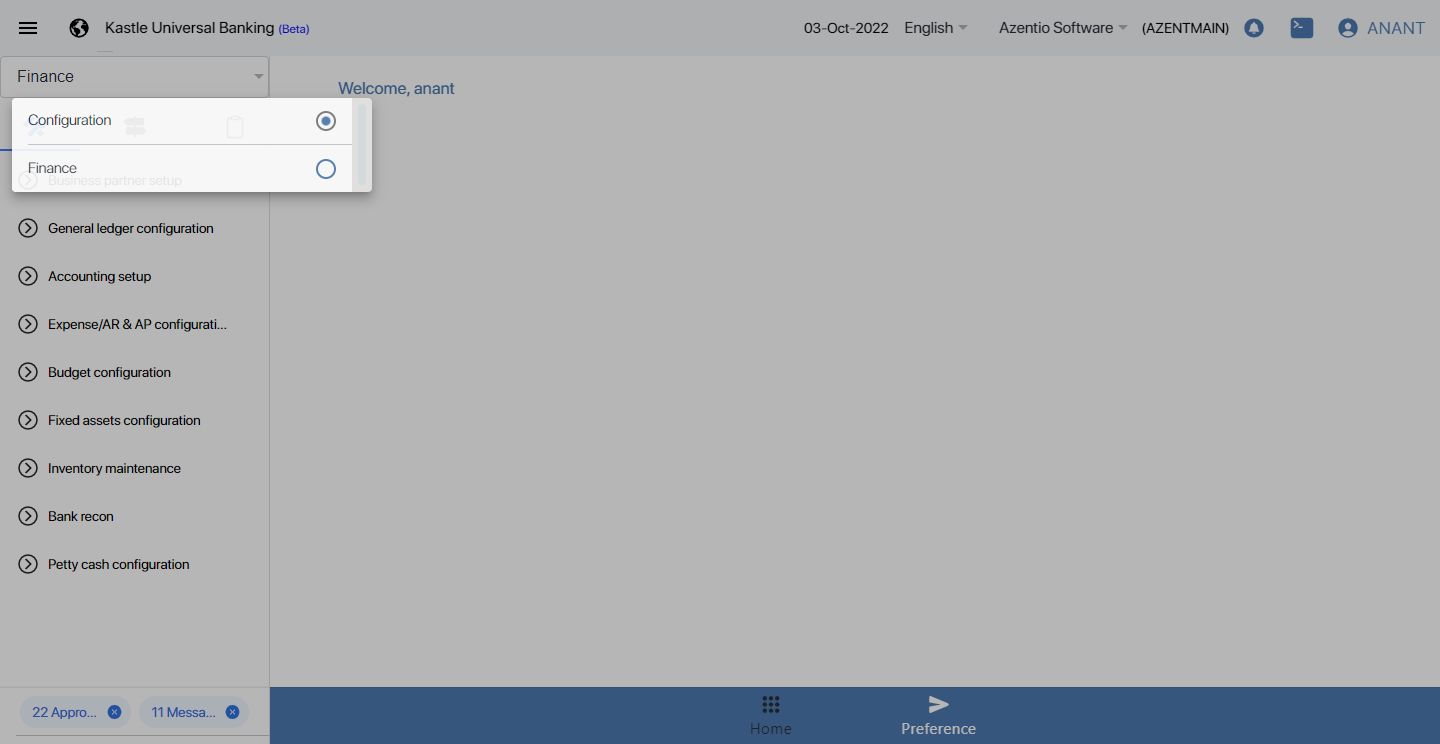 Kastle Universal Banking (Beta)
03-Oct-2022
English
Azentio Software
(AZENTMAIN)
ANANT
Finance
Welcome, anant
Configuration
Finance
Business partner setup
General ledger configuration
Accounting setup
Expense/AR & AP configurati...
Budget configuration
Fixed assets configuration
Inventory maintenance
Bank recon
Petty cash configuration
22 Appro...
11 Messa...
Home
Preference